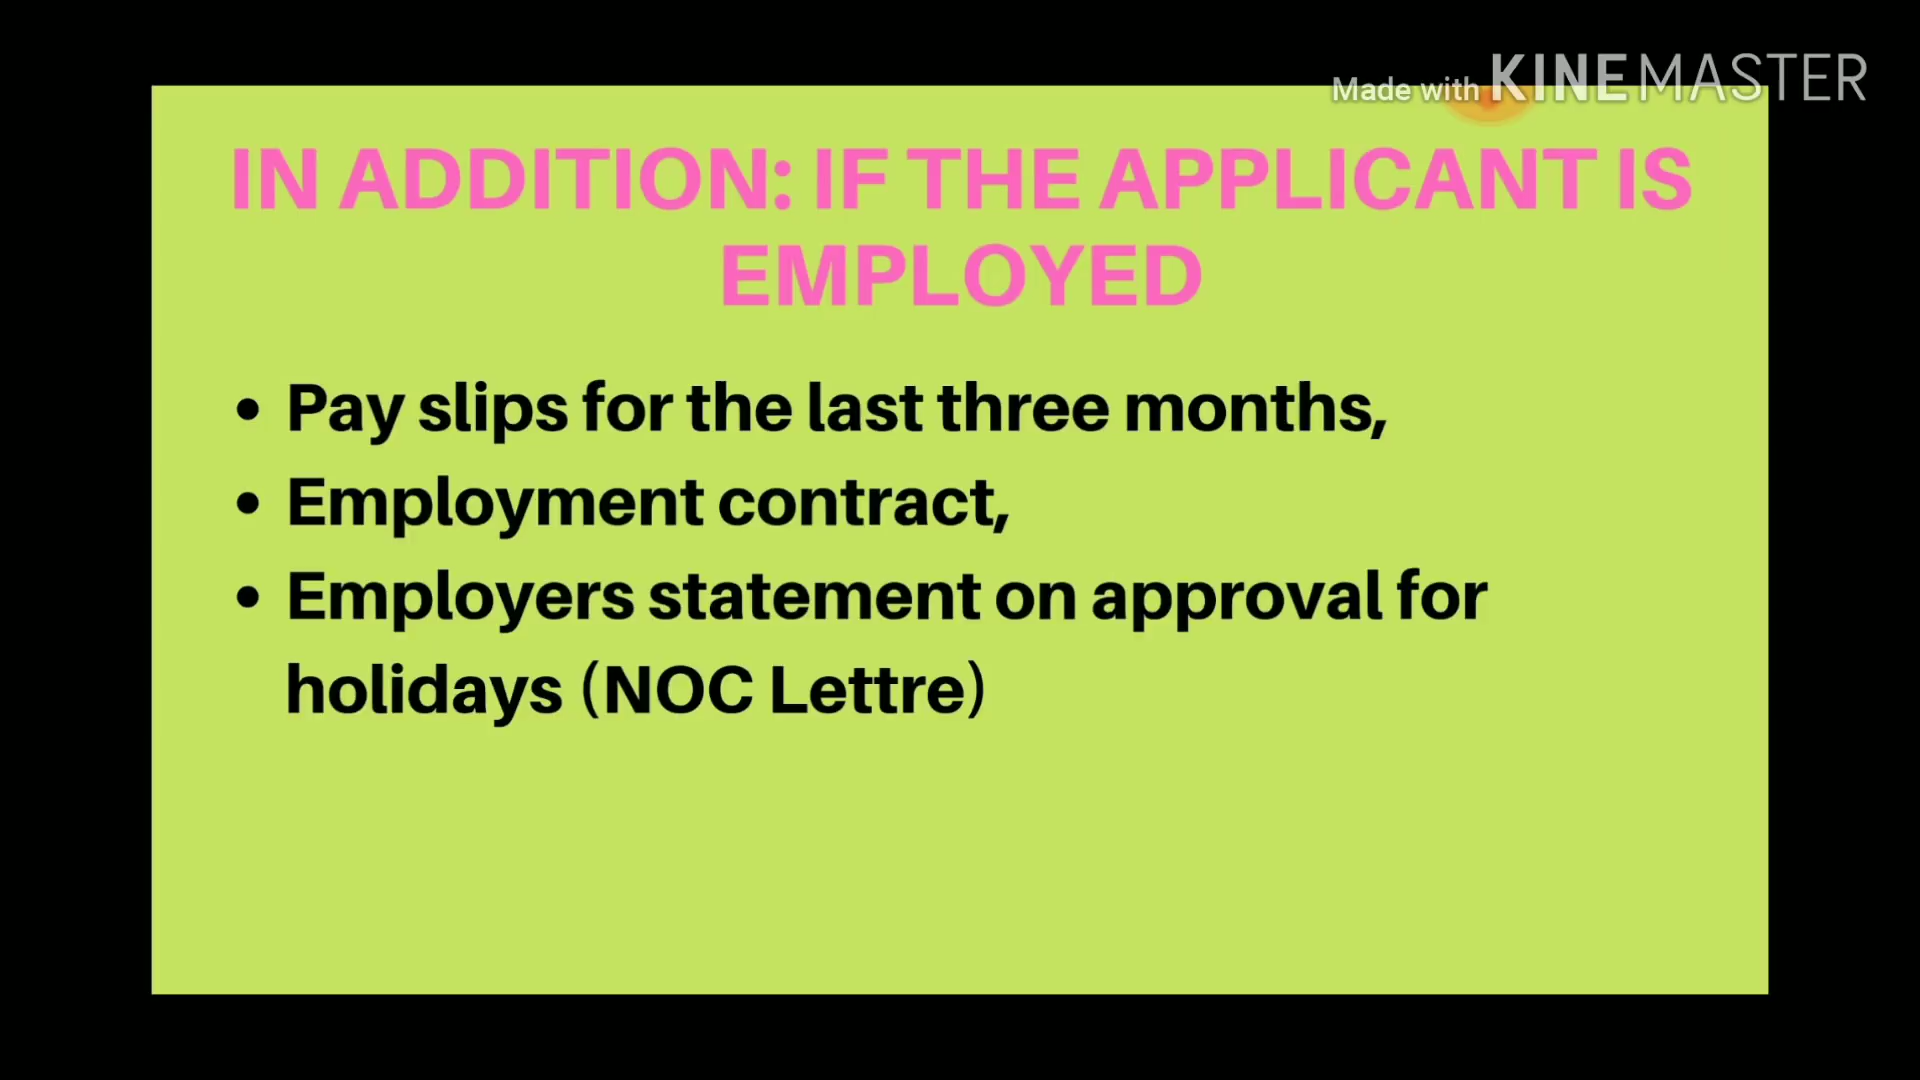 Made with KINEMASTER
IN ADDITION: IF THE APPLICANT IS
EMPLOYED
• Pay slips for the last three months,
• Employment contract,
• Employers statement on approval for
holidays (NOC Lettre)